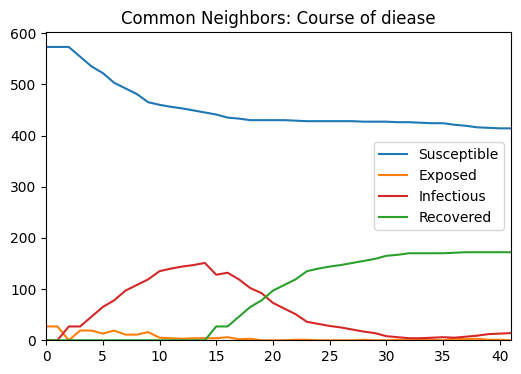 Common Neighbors: Course of diease
600
500
400
300
200
100
0
Susceptible
Exposed
Infectious
Recovered
0 5 10 15 20 25 30 35 40